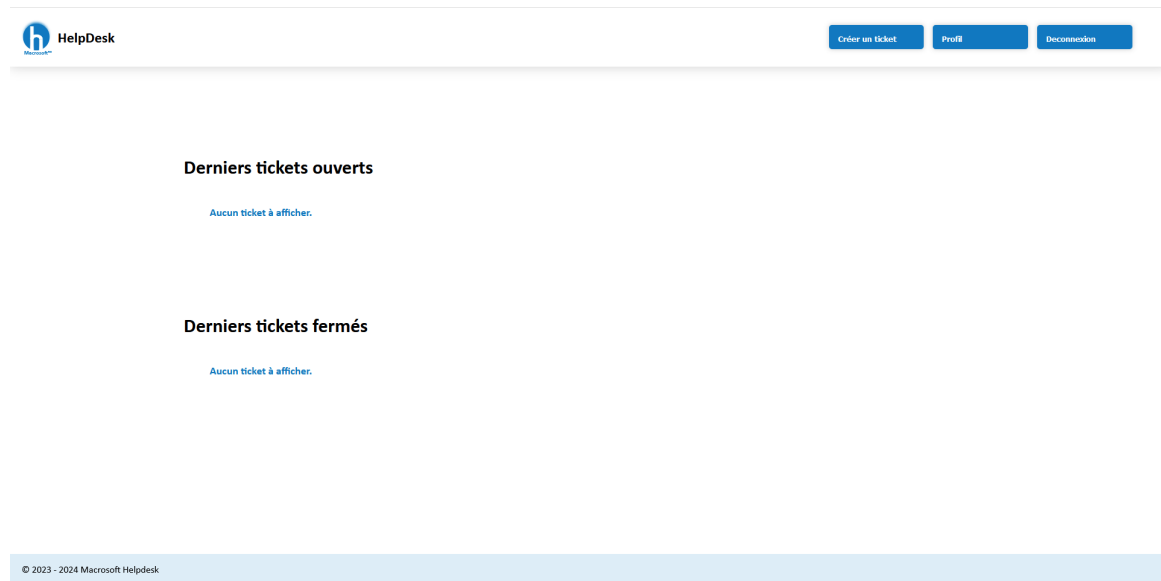 h
Macrosoft™
HelpDesk
Créer un ticket
Profil
Deconnexion
Derniers tickets ouverts
Aucun ticket à afficher.
Derniers tickets fermés
Aucun ticket à afficher.
© 2023 - 2024 Macrosoft Helpdesk